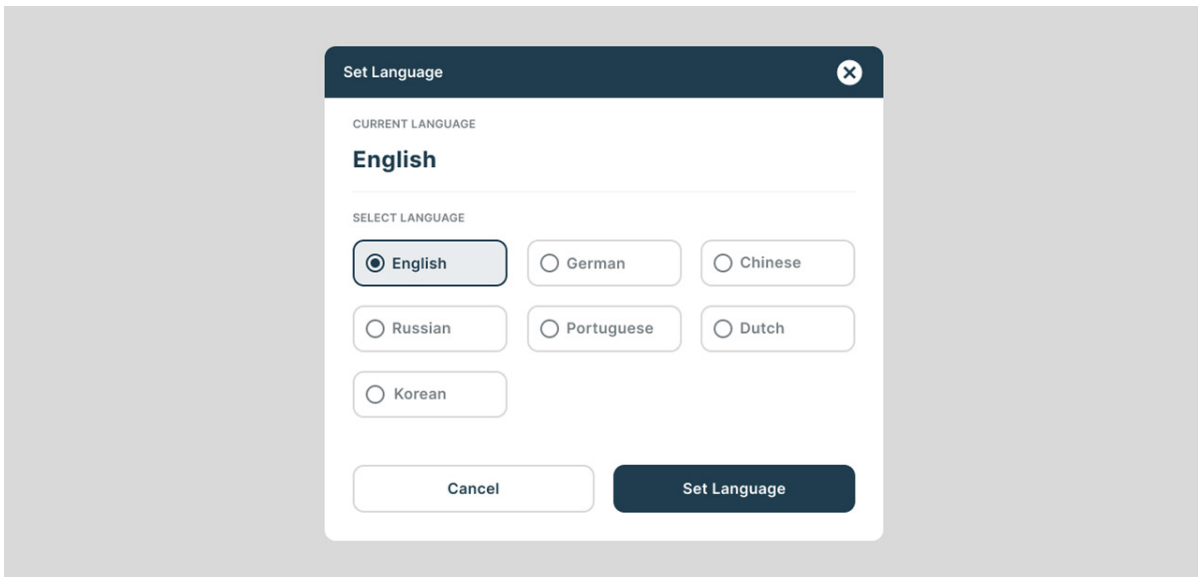 Set Language
CURRENT LANGUAGE
English
SELECT LANGUAGE
English
German
Chinese
Russian
Portuguese
Dutch
Korean
Cancel
Set Language